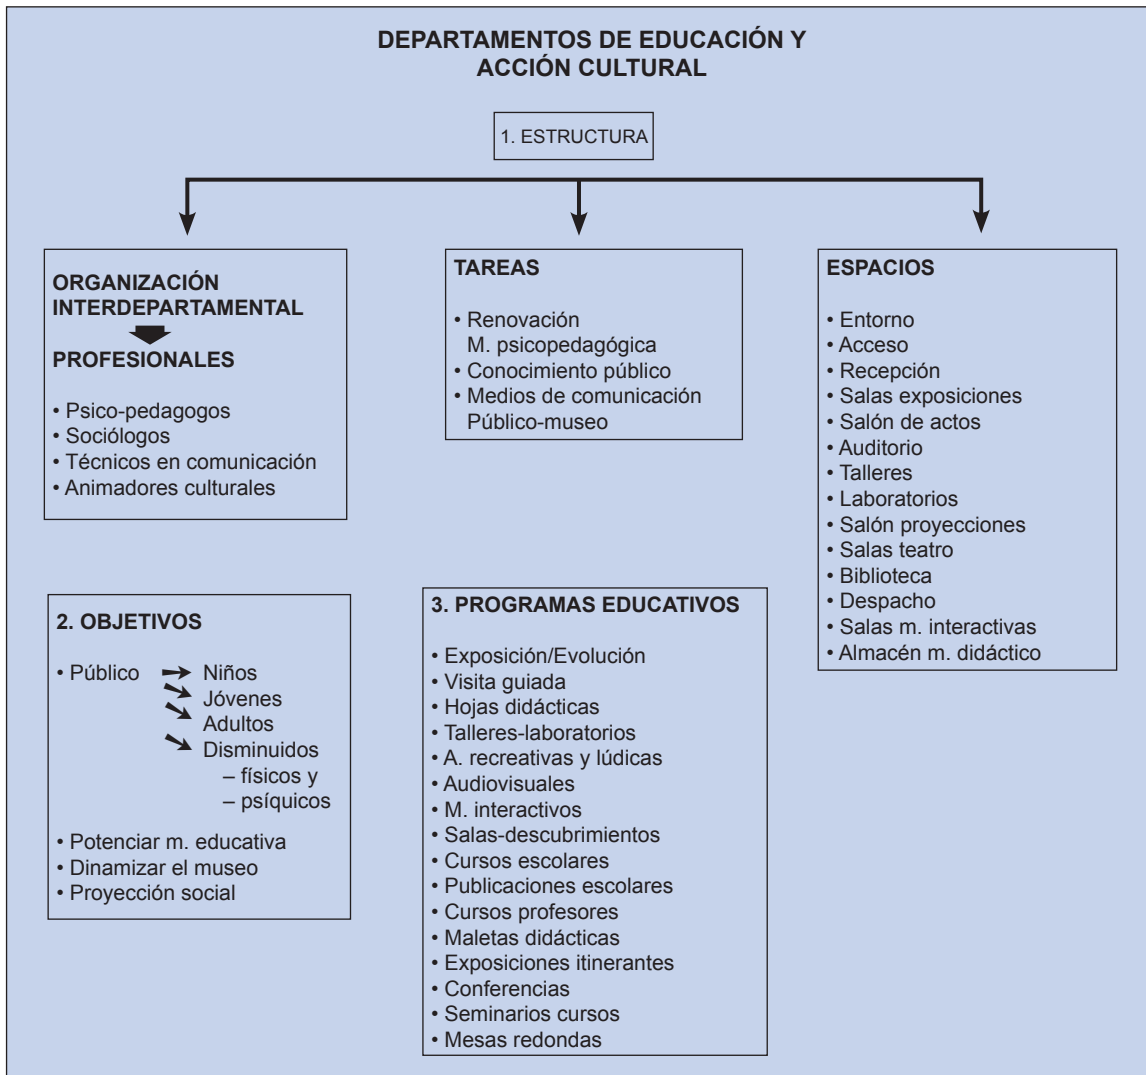 DEPARTAMENTOS DE EDUCACIÓN Y
ACCIÓN CULTURAL
1. ESTRUCTURA
ORGANIZACIÓN
INTERDEPARTAMENTAL
PROFESIONALES
• Psico-pedagogos
• Sociólogos
• Técnicos en comunicación
• Animadores culturales
TAREAS
• Renovación
M. psicopedagógica
• Conocimiento público
• Medios de comunicación
Público-museo
ESPACIOS
• Entorno
• Acceso
• Recepción
• Salas exposiciones
• Salón de actos
• Auditorio
• Talleres
• Laboratorios
• Salón proyecciones
• Salas teatro
• Biblioteca
• Despacho
• Salas m. interactivas
• Almacén m. didáctico
2. OBJETIVOS
• Público Niños
Jóvenes
Adultos
Disminuidos
– físicos y
– psíquicos
• Potenciar m. educativa
• Dinamizar el museo
• Proyección social
3. PROGRAMAS EDUCATIVOS
• Exposición/Evolución
• Visita guiada
• Hojas didácticas
• Talleres-laboratorios
• A. recreativas y lúdicas
• Audiovisuales
• M. interactivos
• Salas-descubrimientos
• Cursos escolares
• Publicaciones escolares
• Cursos profesores
• Maletas didácticas
• Exposiciones itinerantes
• Conferencias
• Seminarios cursos
• Mesas redondas